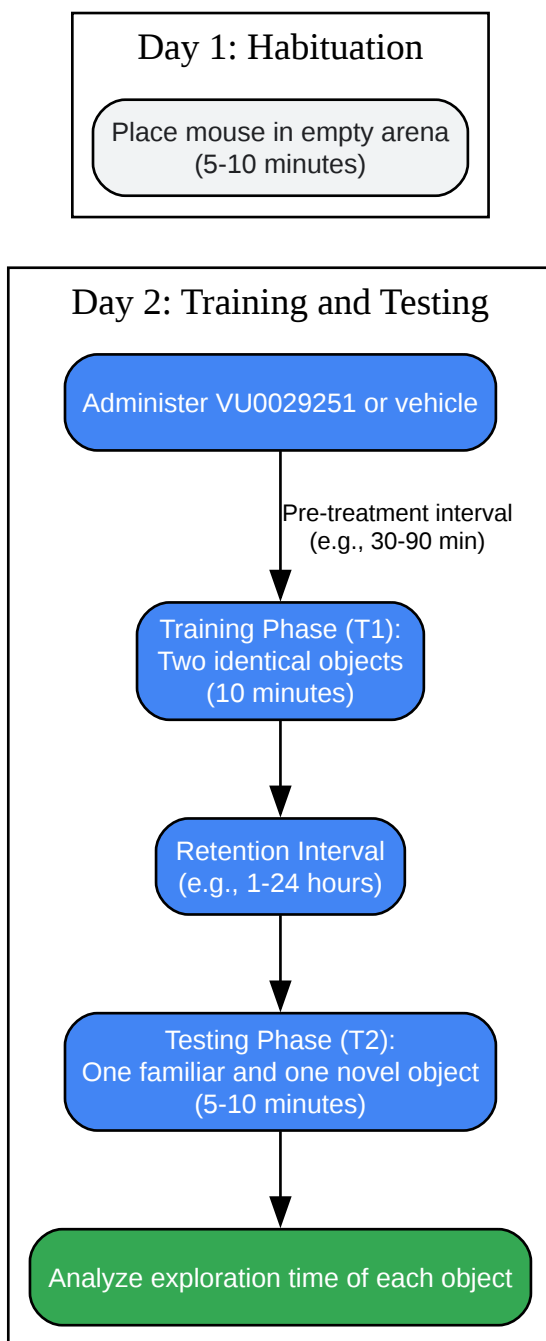 Day 1: Habituation
Place mouse in empty arena
(5-10 minutes)
Day 2: Training and Testing
Administer VU0029251 or vehicle
Pre-treatment interval
(e.g., 30-90 min)
Training Phase (T1):
Two identical objects
(10 minutes)
Retention Interval
(e.g., 1-24 hours)
Testing Phase (T2):
One familiar and one novel object
(5-10 minutes)
Analyze exploration time of each object